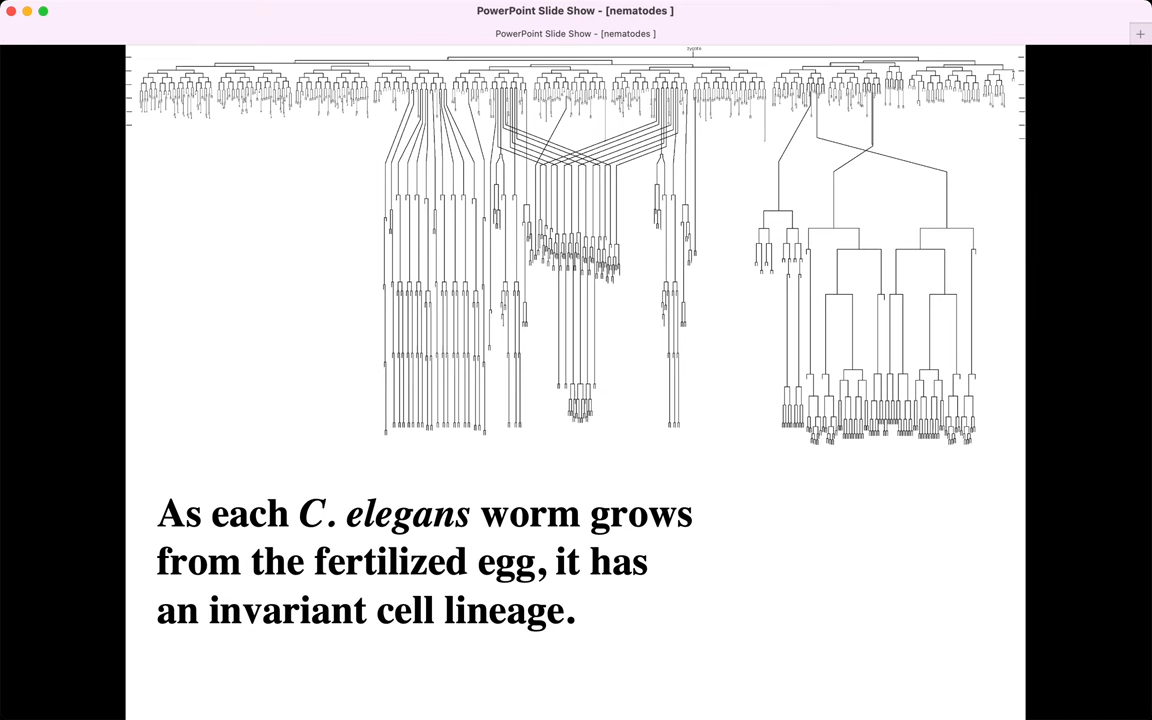 PowerPoint Slide Show - [nematodes ]
PowerPoint Slide Show - [nematodes ]
zygote
As each C. elegans worm grows
from the fertilized egg, it has
an invariant cell lineage.